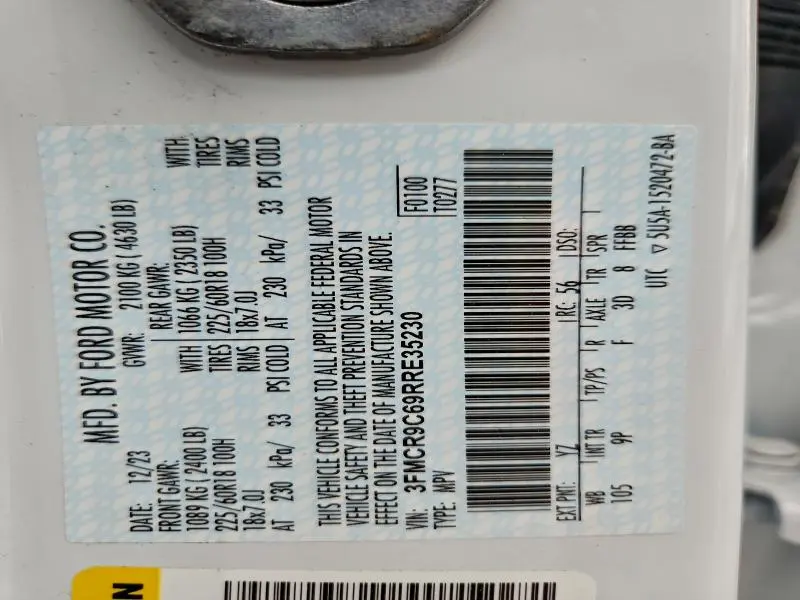 MFD. BY FORD MOTOR CO.
DATE: 12/23 GVWR: 2100 KG ( 4630 LB)
FRONT GAWR: REAR GAWR: WITH
1089 KG ( 2400 LB) WITH 1066 KG ( 2350 LB) TIRES
225/60R18 100H TIRES 225/60R18 100H RIMS
18x7.0J RIMS 18x7.0J
AT 230 kPa/ 33 PSI COLD AT 230 kPa/ 33 PSI COLD
THIS VEHICLE CONFORMS TO ALL APPLICABLE FEDERAL MOTOR
VEHICLE SAFETY AND THEFT PREVENTION STANDARDS IN
EFFECT ON THE DATE OF MANUFACTURE SHOWN ABOVE.
VIN: 3FMCR9C69RRE35230 F0100
TYPE: MPV T0277
EXT PNT: YZ RC: 56 DSO:
WB INT TR TP/PS R AXLE TR SPR
105 9P F 3D 8 FFBB
UTC ▽ 5U5A-1520472-BA
N